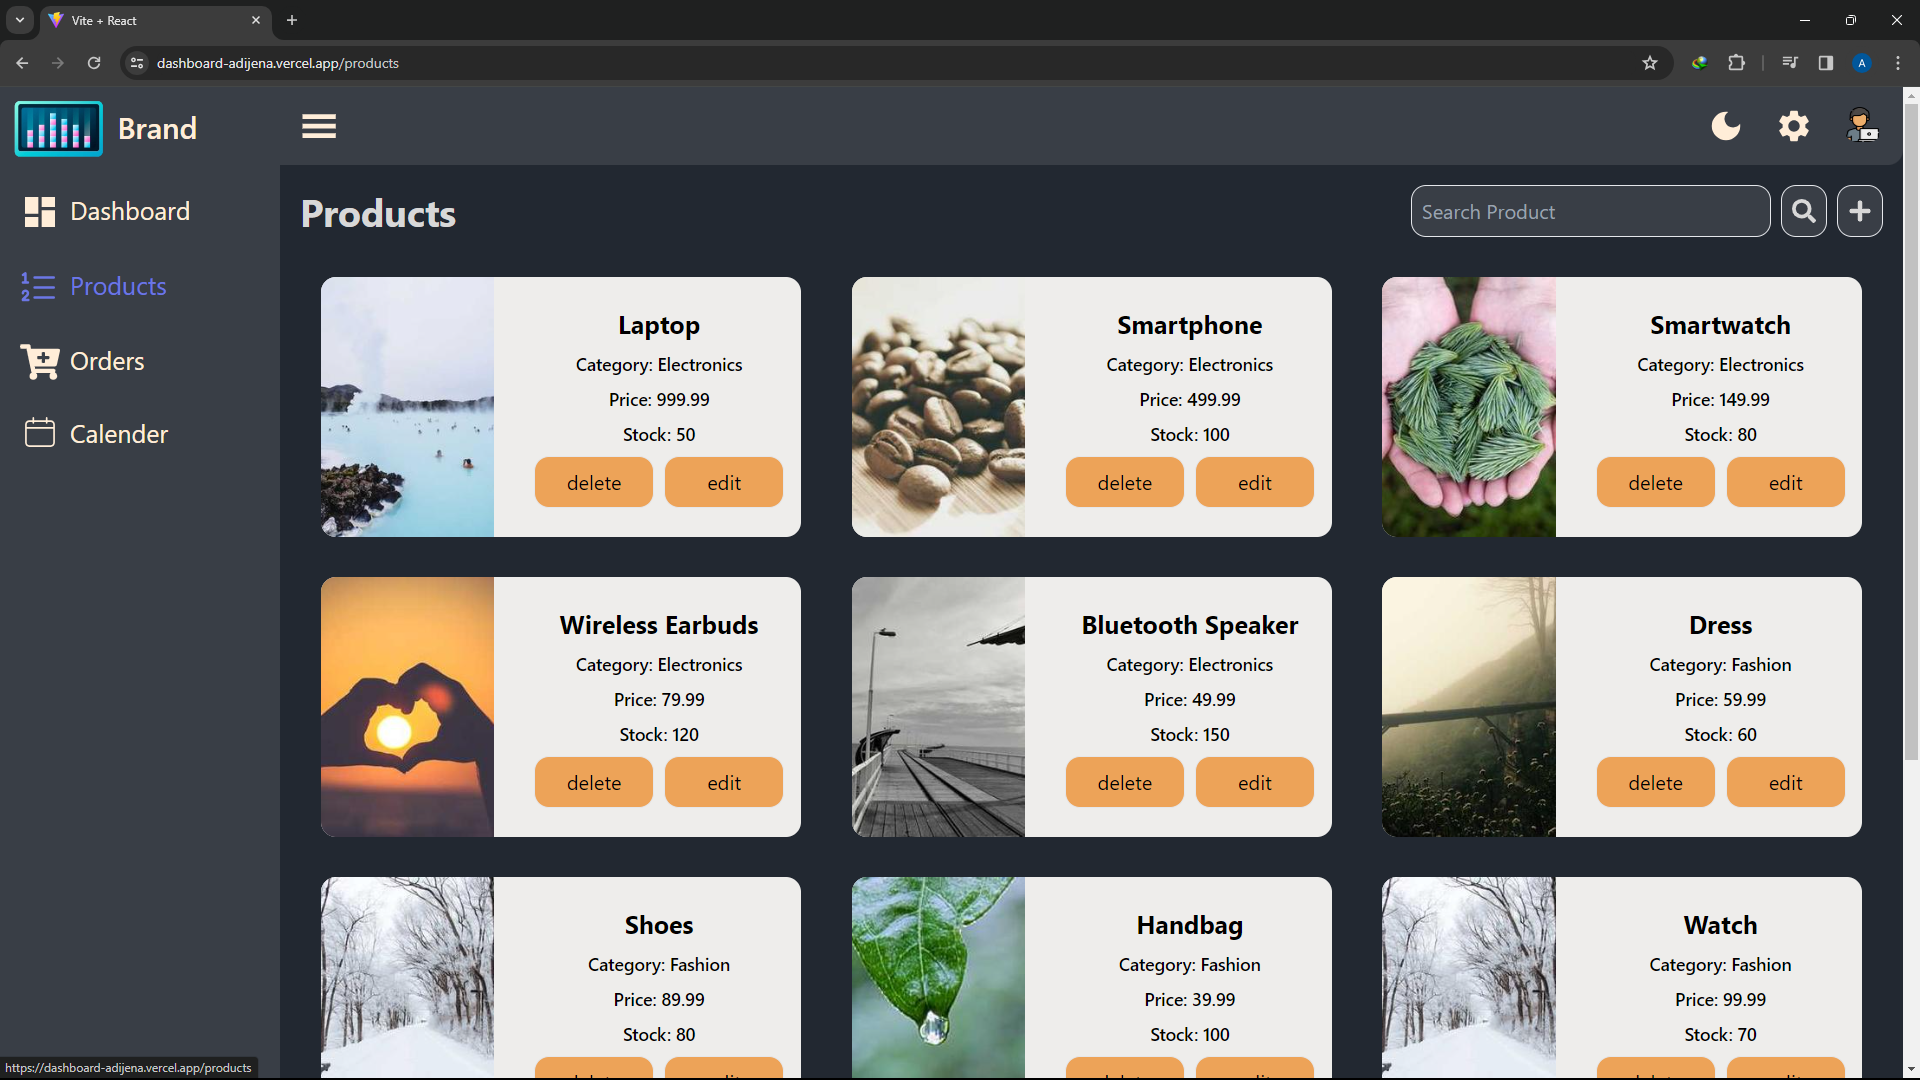 Vite + React
dashboard-adijena.vercel.app/products
A
Brand
Dashboard
1
2
Products
Orders
Calender
Products
Search Product
Laptop
Category: Electronics
Price: 999.99
Stock: 50
delete
edit
Smartphone
Category: Electronics
Price: 499.99
Stock: 100
delete
edit
Smartwatch
Category: Electronics
Price: 149.99
Stock: 80
delete
edit
Wireless Earbuds
Category: Electronics
Price: 79.99
Stock: 120
delete
edit
Bluetooth Speaker
Category: Electronics
Price: 49.99
Stock: 150
delete
edit
Dress
Category: Fashion
Price: 59.99
Stock: 60
delete
edit
Shoes
Category: Fashion
Price: 89.99
Stock: 80
Handbag
Category: Fashion
Price: 39.99
Stock: 100
Watch
Category: Fashion
Price: 99.99
Stock: 70
https://dashboard-adijena.vercel.app/products